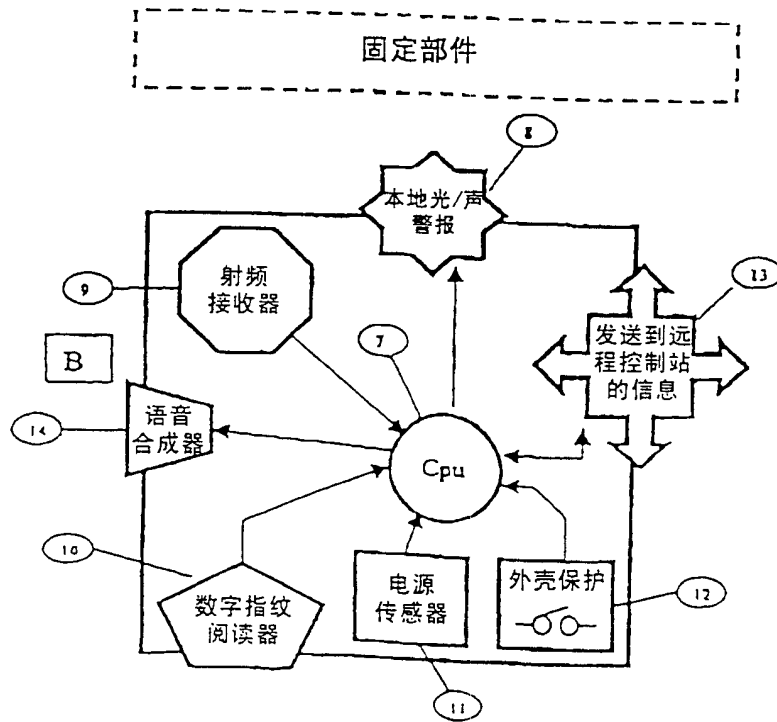 固定部件
8
本地光/声
警报
9
射频
接收器
13
发送到远
程控制站
的信息
7
B
14
语音
合成器
Cpu
10
数字指纹
阅读器
电源
传感器
外壳保护
12
11